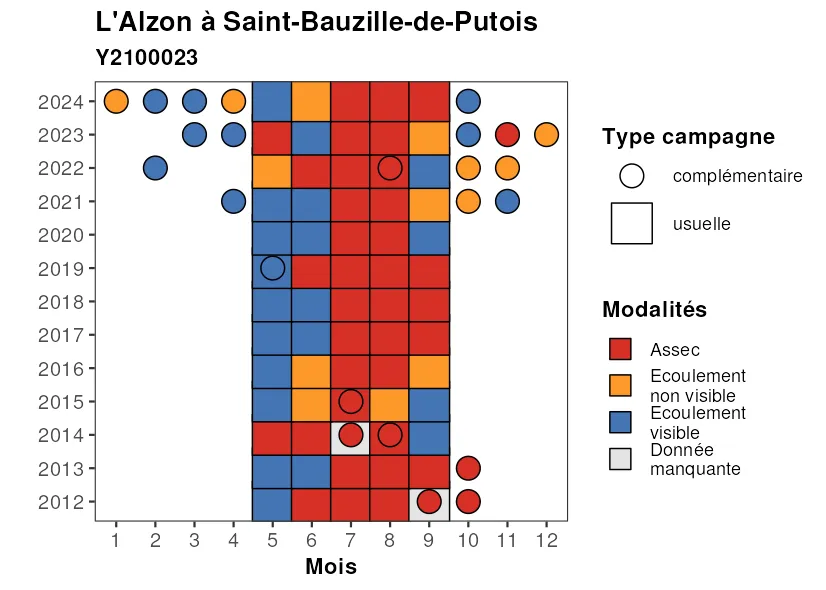 L'Alzon à Saint-Bauzille-de-Putois
Y2100023
2024
2023
2022
2021
2020
2019
2018
2017
2016
2015
2014
2013
2012
1 2 3 4 5 6 7 8 9 10 11 12
Mois
Type campagne
complémentaire
usuelle
Modalités
Assec
Ecoulement
non visible
Ecoulement
visible
Donnée
manquante